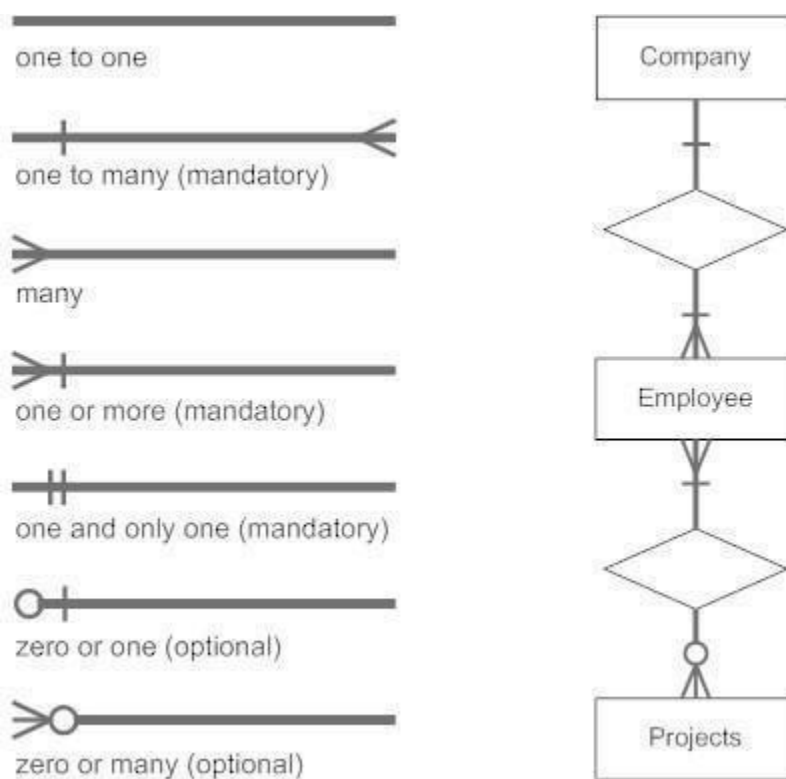 one to one
one to many (mandatory)
many
one or more (mandatory)
one and only one (mandatory)
zero or one (optional)
zero or many (optional)
Company
Employee
Projects